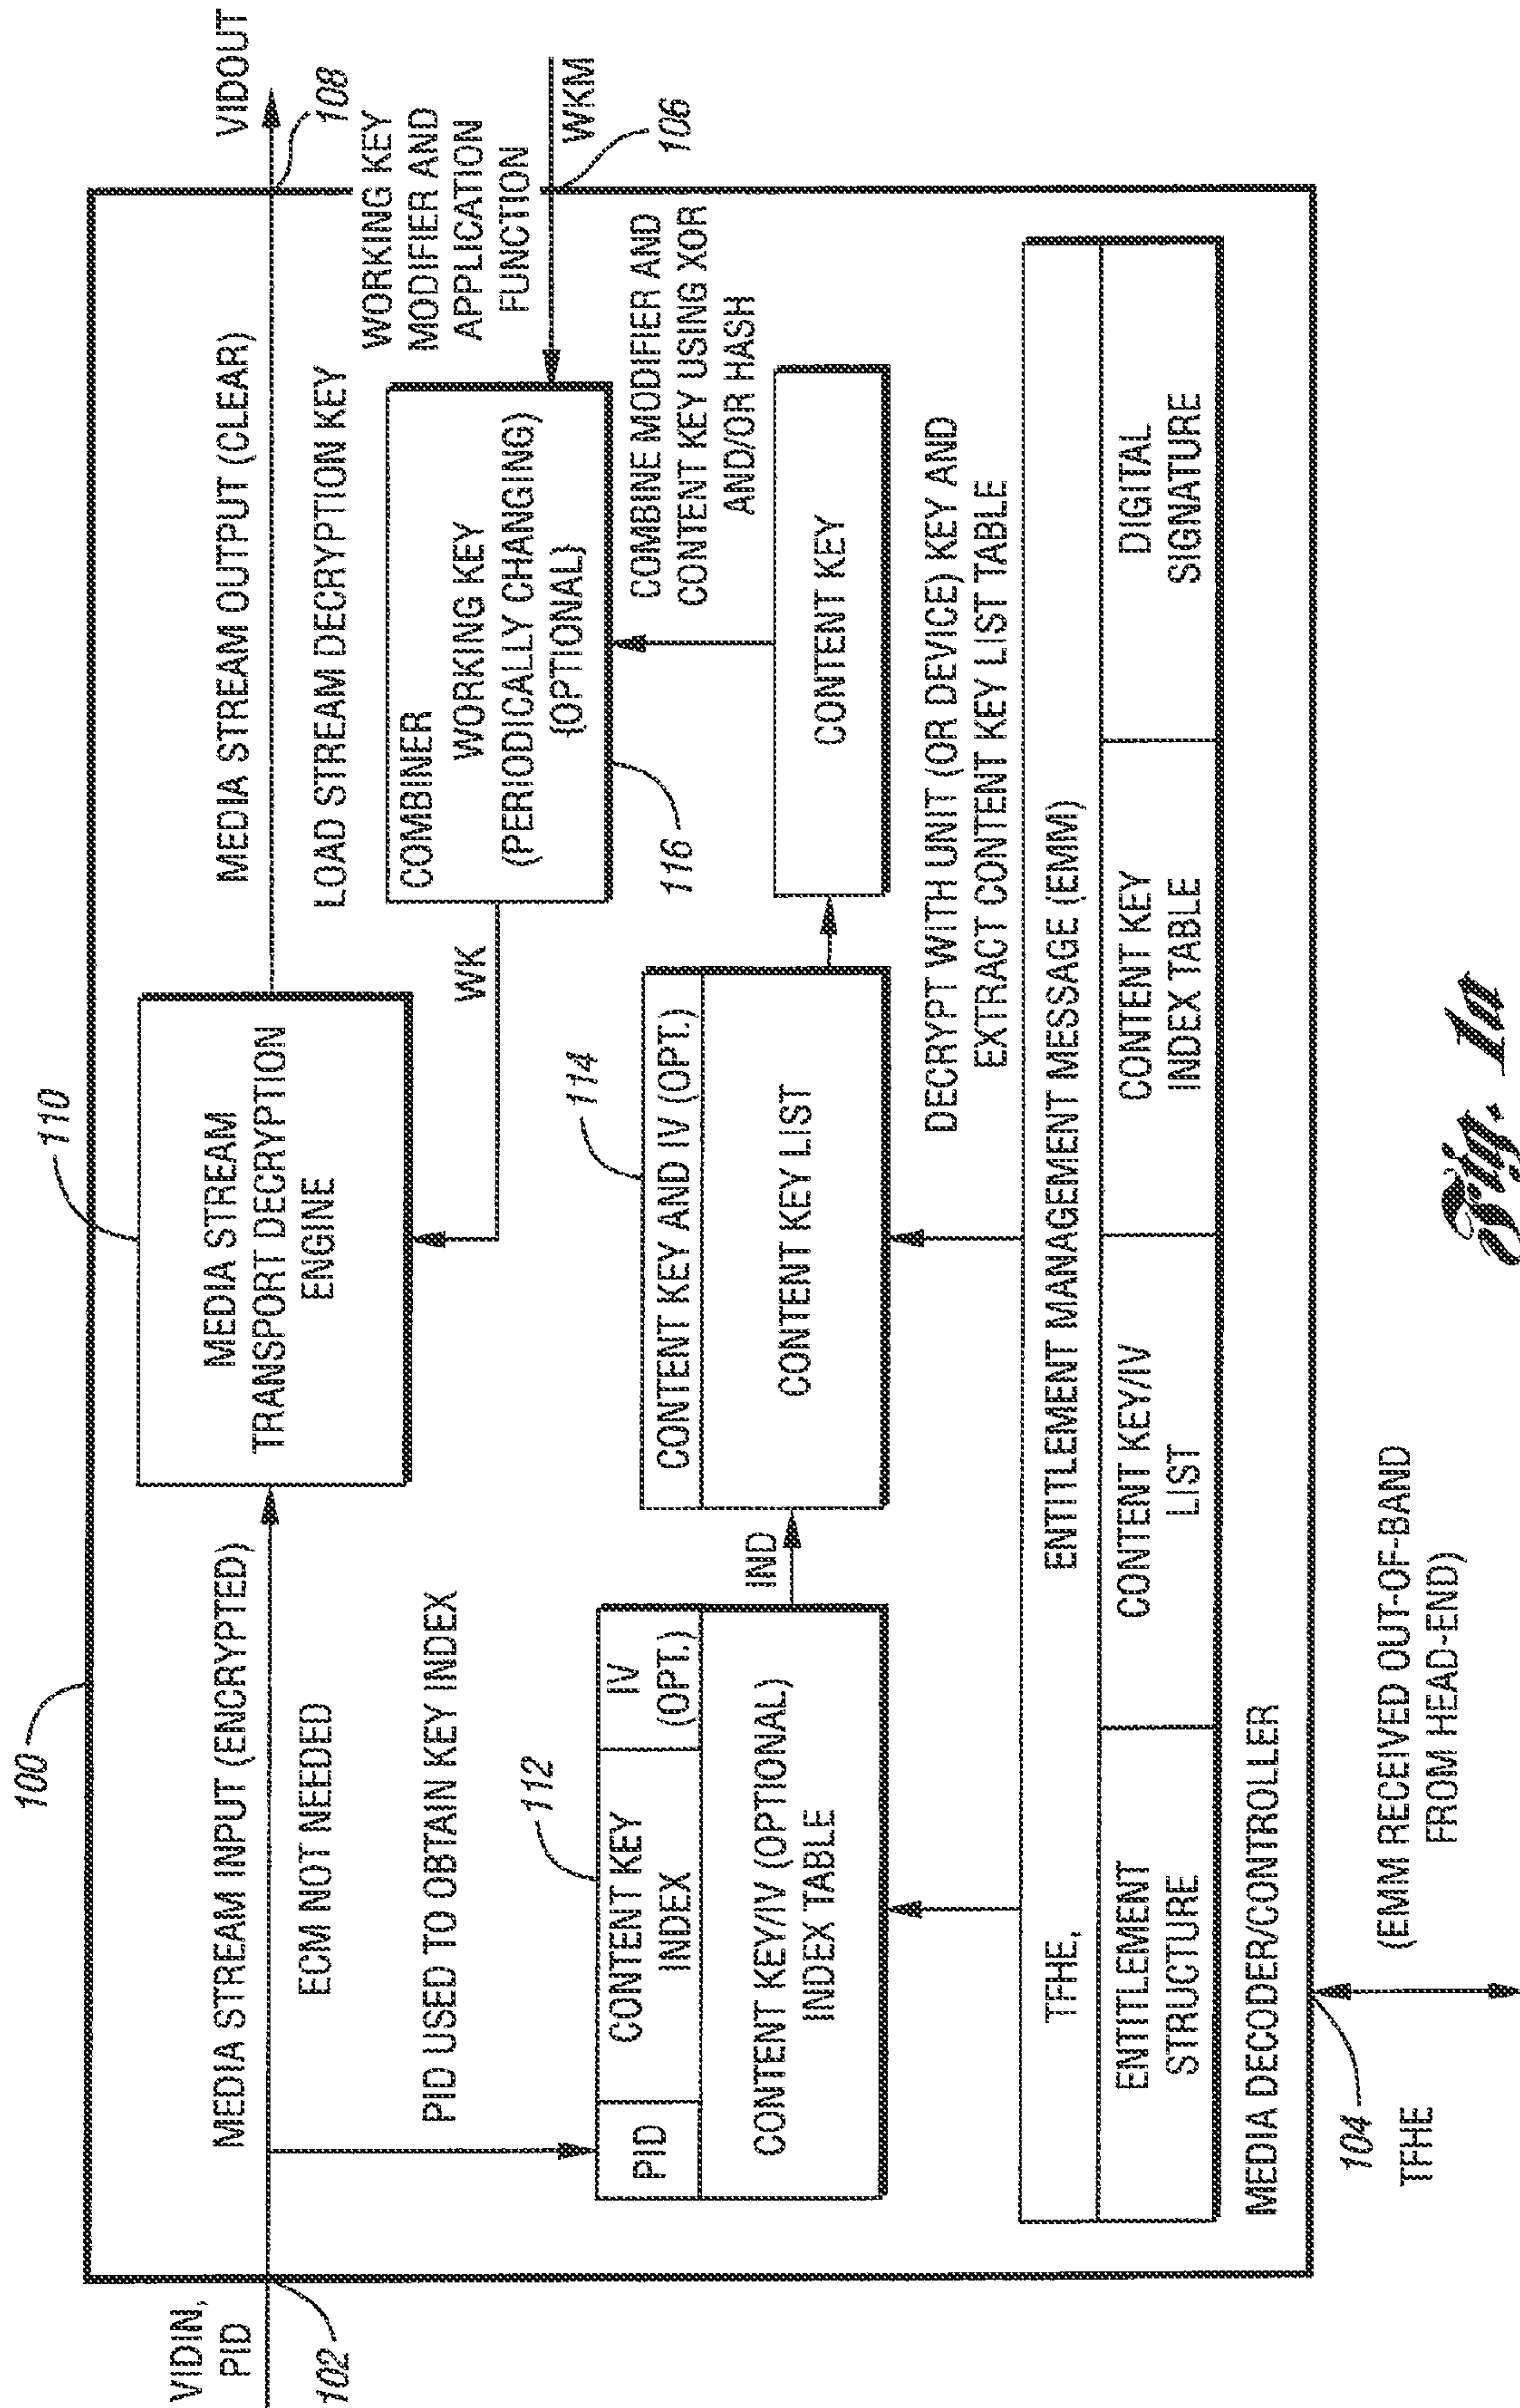 100
110
VIDIN,
PID
102
MEDIA STREAM INPUT (ENCRYPTED)
ECM NOT NEEDED
MEDIA STREAM
TRANSPORT DECRYPTION
ENGINE
MEDIA STREAM OUTPUT (CLEAR)
VIDOUT
108
LOAD STREAM DECRYPTION KEY
WORKING KEY
MODIFIER AND
APPLICATION
FUNCTION
WKM
106
PID USED TO OBTAIN KEY INDEX
WK
COMBINER
WORKING KEY
(PERIODICALLY CHANGING)
(OPTIONAL)
116
COMBINE MODIFIER AND
CONTENT KEY USING XOR
AND/OR HASH
112
PID
CONTENT KEY
INDEX
IV
(OPT.)
CONTENT KEY/IV (OPTIONAL)
INDEX TABLE
IND
114
CONTENT KEY AND IV (OPT.)
CONTENT KEY LIST
CONTENT KEY
DECRYPT WITH UNIT (OR DEVICE) KEY AND
EXTRACT CONTENT KEY LIST TABLE
TFHE,
ENTITLEMENT MANAGEMENT MESSAGE (EMM)
ENTITLEMENT
STRUCTURE
CONTENT KEY/IV
LIST
CONTENT KEY
INDEX TABLE
DIGITAL
SIGNATURE
MEDIA DECODER/CONTROLLER
104
TFHE
(EMM RECEIVED OUT-OF-BAND
FROM HEAD-END)
Fig. 1a